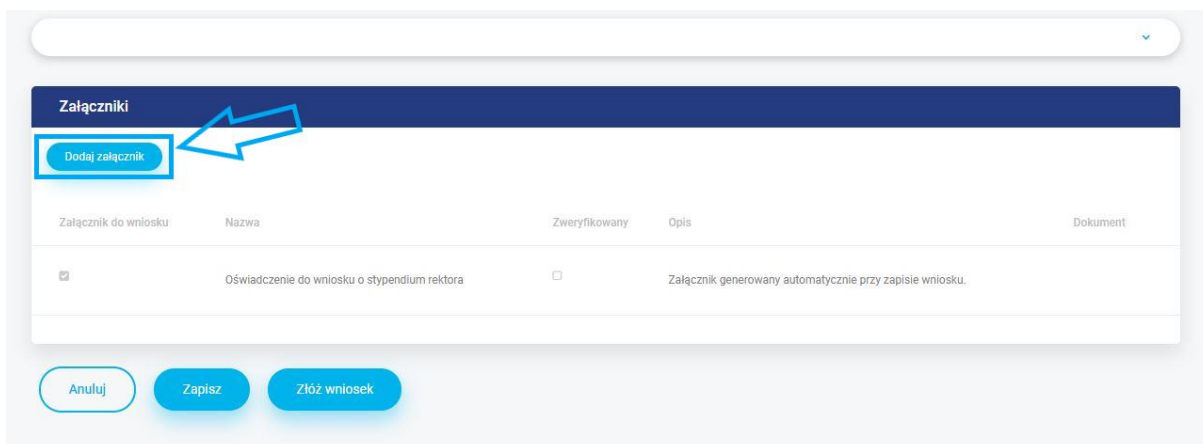 Załączniki
Dodaj załącznik
Załącznik do wniosku Nazwa Zweryfikowany Opis Dokument
Oświadczenie do wniosku o stypendium rektora Załącznik generowany automatycznie przy zapisie wniosku.
Anuluj Zapisz Złóż wniosek